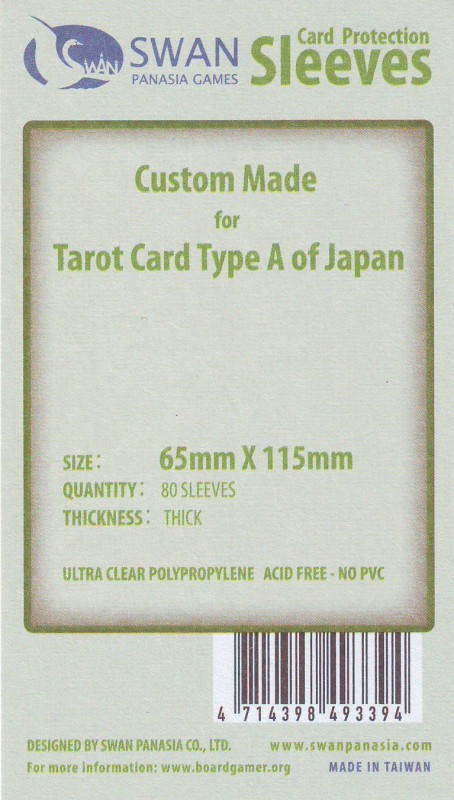 SWAN
SWAN
PANASIA GAMES
Card Protection
Sleeves
Custom Made
for
Tarot Card Type A of Japan
SIZE: 65mm X 115mm
QUANTITY: 80 SLEEVES
THICKNESS: THICK
ULTRA CLEAR POLYPROPYLENE ACID FREE - NO PVC
4 714398 493394
DESIGNED BY SWAN PANASIA CO., LTD. www.swanpanasia.com
For more information: www.boardgamer.org MADE IN TAIWAN